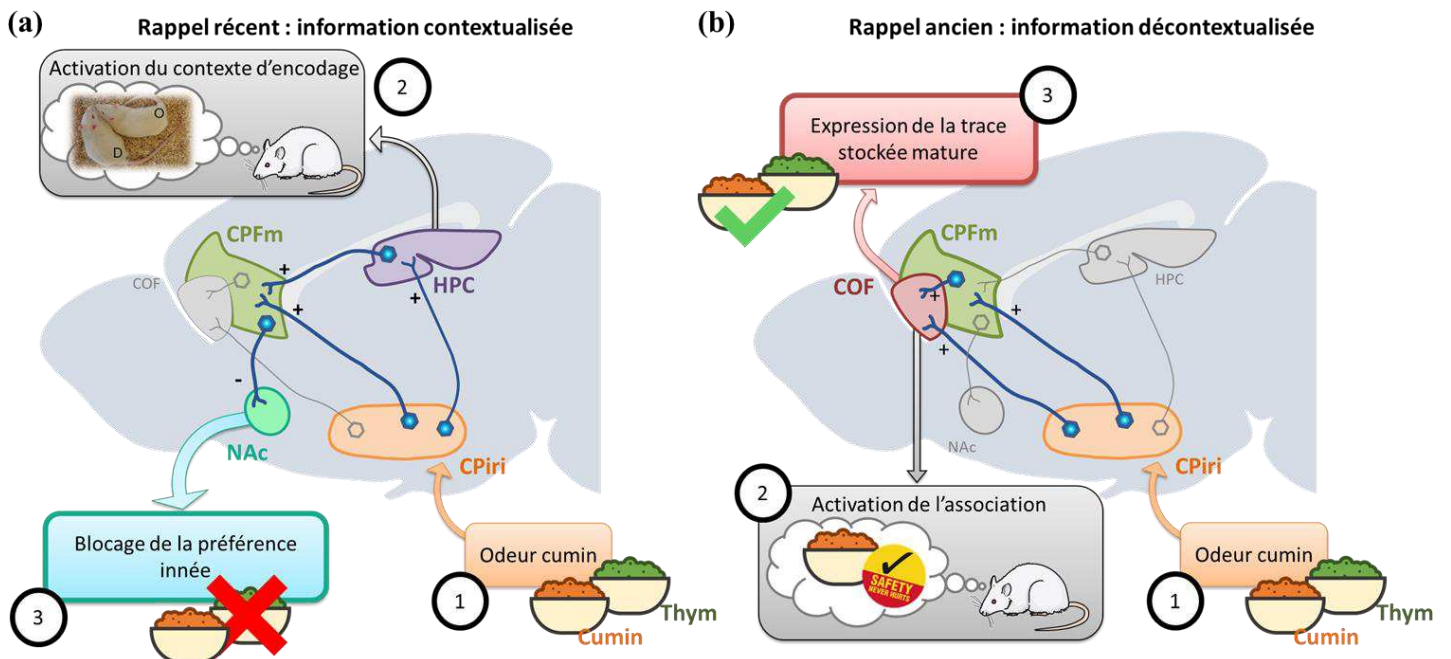 (a)
Rappel récent : information contextualisée
Activation du contexte d'encodage
2
O
D
CPFm
COF
HPC
+
+
+
-
NAc
CPiri
Blocage de la préférence
innée
3
Odeur cumin
1
Thym
Cumin
(b)
Rappel ancien : information décontextualisée
3
Expression de la trace
stockée mature
CPFm
COF
HPC
+
+
+
NAc
CPiri
2
Activation de l'association
SAFETY
NEVER HURTS
Odeur cumin
1
Thym
Cumin